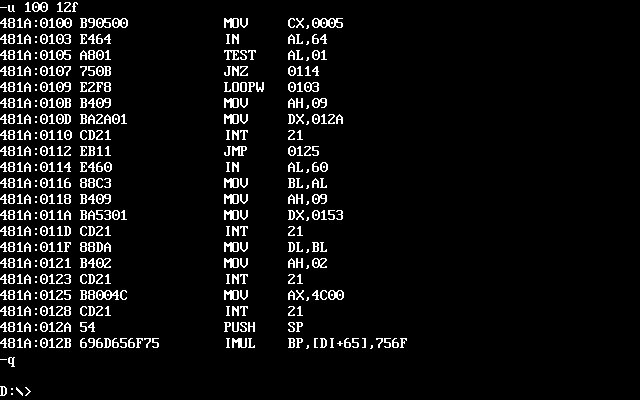 -u 100 12f
481A:0100 B90500 MOV CX,0005
481A:0103 E464 IN AL,64
481A:0105 A801 TEST AL,01
481A:0107 750B JNZ 0114
481A:0109 E2F8 LOOPW 0103
481A:010B B409 MOV AH,09
481A:010D BA2A01 MOV DX,012A
481A:0110 CD21 INT 21
481A:0112 EB11 JMP 0125
481A:0114 E460 IN AL,60
481A:0116 88C3 MOV BL,AL
481A:0118 B409 MOV AH,09
481A:011A BA5301 MOV DX,0153
481A:011D CD21 INT 21
481A:011F 88DA MOV DL,BL
481A:0121 B402 MOV AH,02
481A:0123 CD21 INT 21
481A:0125 B8004C MOV AX,4C00
481A:0128 CD21 INT 21
481A:012A 54 PUSH SP
481A:012B 696D656F75 IMUL BP,[DI+65],756F
-q
D:\>